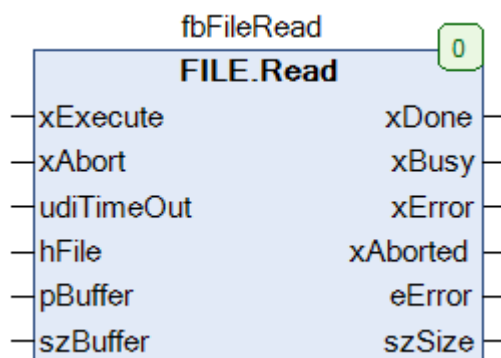 fbFileRead
0
FILE.Read
xExecute xDone
xAbort xBusy
udiTimeOut xError
hFile xAborted
pBuffer eError
szBuffer szSize